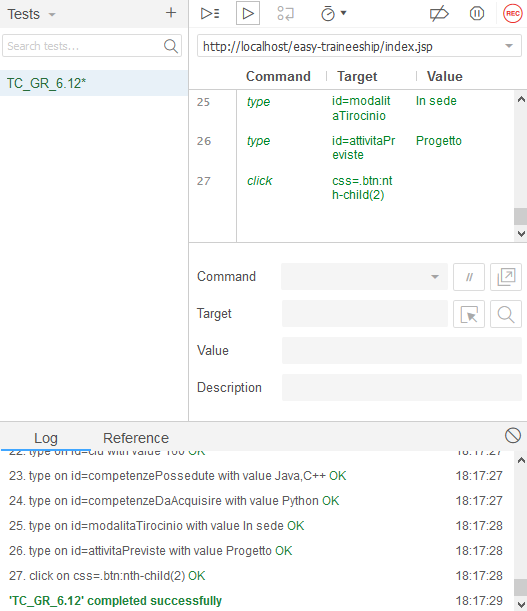 Tests
REC
Search tests...
http://localhost/easy-traineeship/index.jsp
TC_GR_6.12*
Command Target Value
25 type id=modalitaTirocinio In sede
26 type id=attivitaPreviste Progetto
27 click css=.btn:nth-child(2)
Command
//
Target
Value
Description
Log Reference
22. type on id=cfu with value 100 OK 18:17:27
23. type on id=competenzePossedute with value Java,C++ OK 18:17:27
24. type on id=competenzeDaAcquisire with value Python OK 18:17:27
25. type on id=modalitaTirocinio with value In sede OK 18:17:28
26. type on id=attivitaPreviste with value Progetto OK 18:17:28
27. click on css=.btn:nth-child(2) OK 18:17:28
'TC_GR_6.12' completed successfully 18:17:29